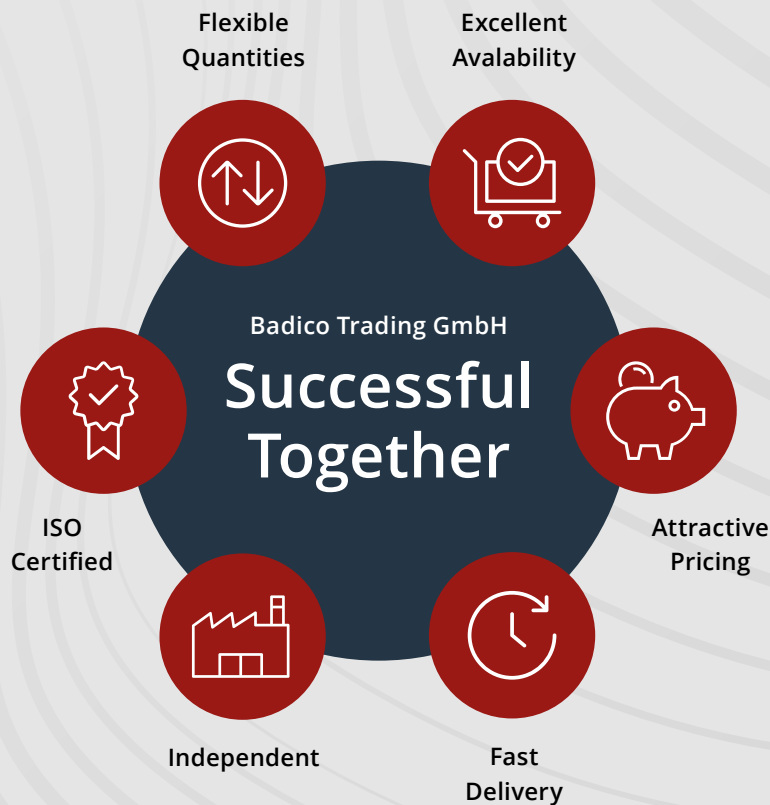 Flexible
Quantities
Excellent
Avalability
Badico Trading GmbH
Successful
Together
ISO
Certified
Attractive
Pricing
Independent
Fast
Delivery